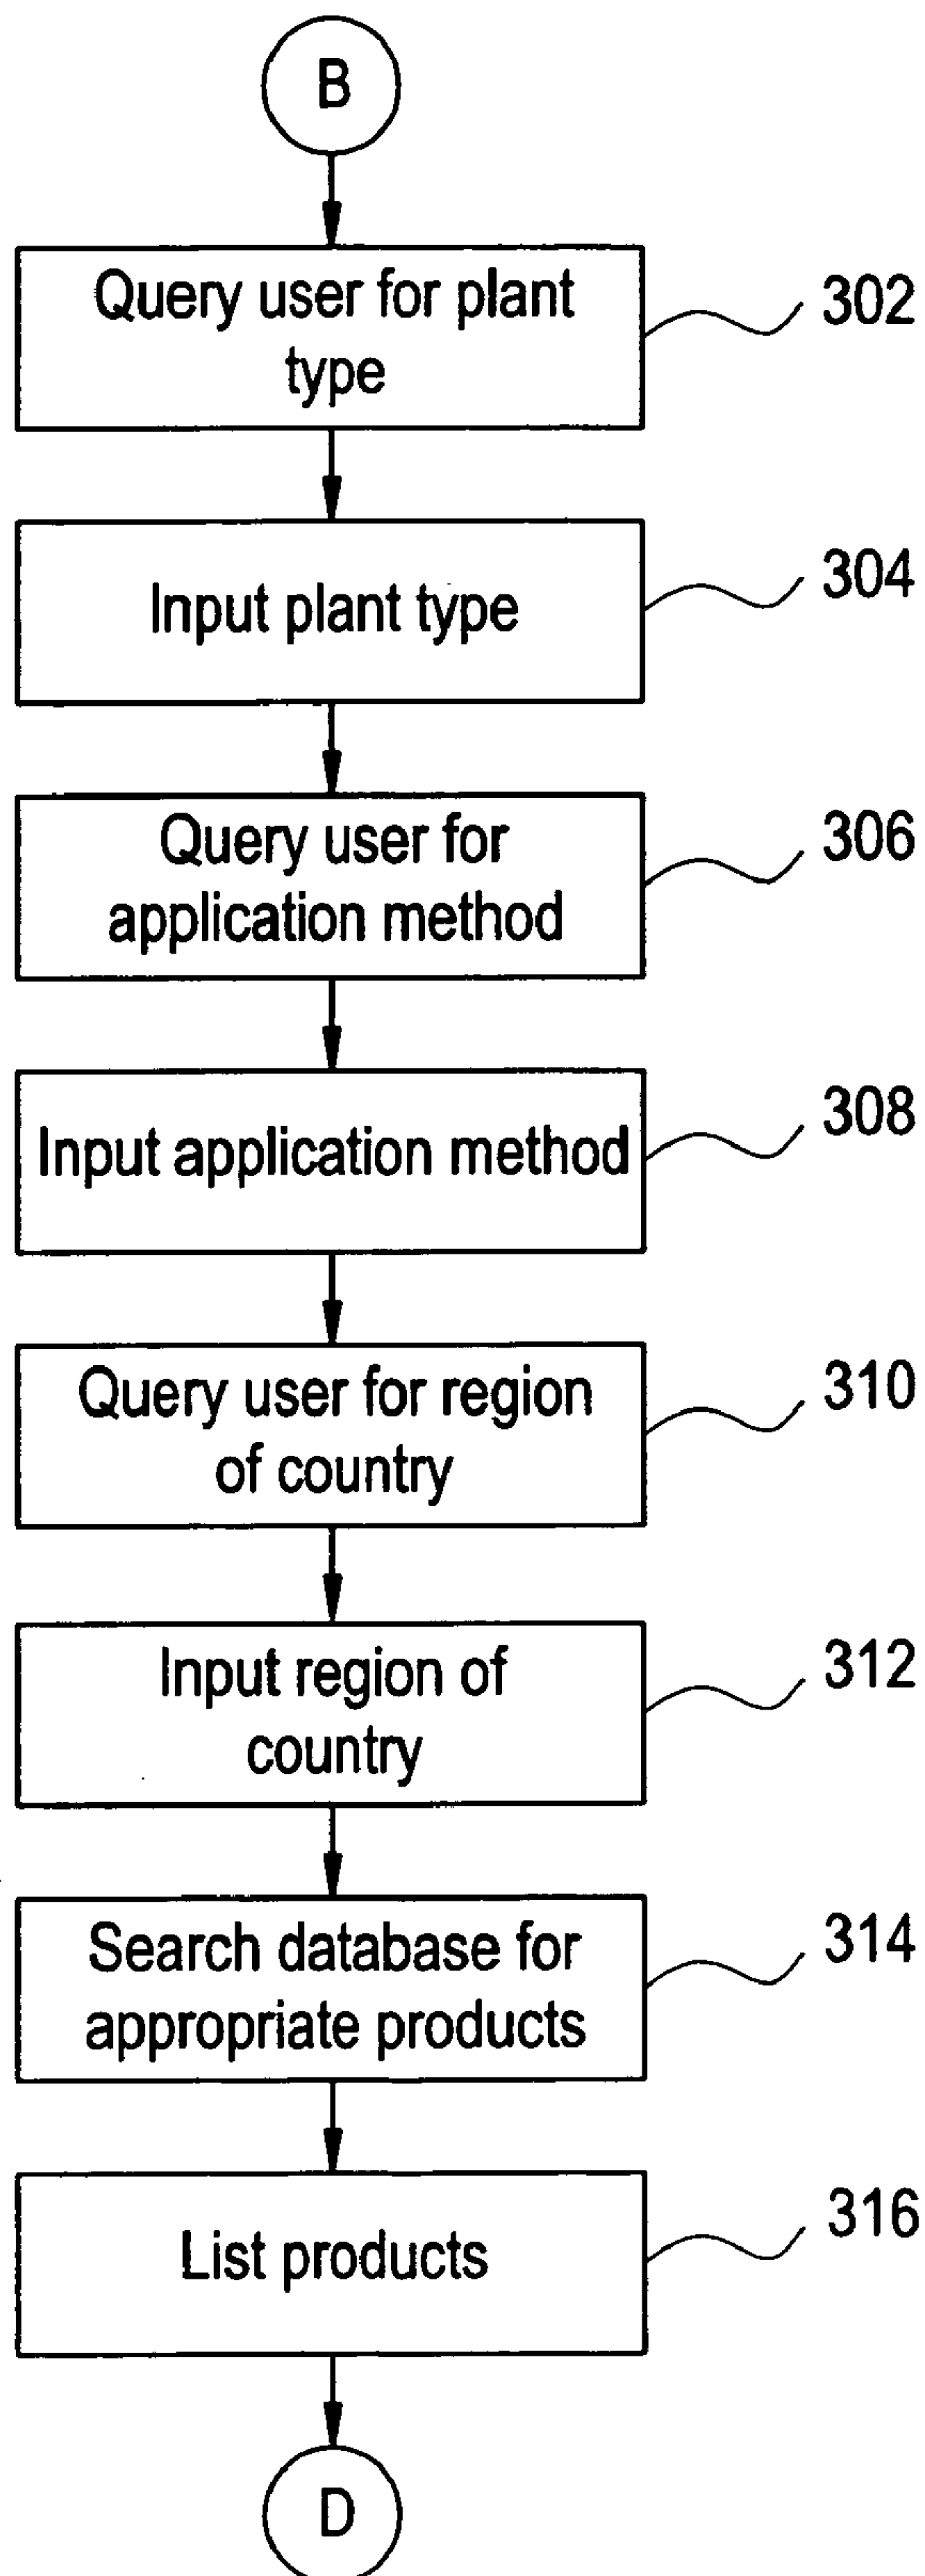 B
Query user for plant
type
302
Input plant type
304
Query user for
application method
306
Input application method
308
Query user for region
of country
310
Input region of
country
312
Search database for
appropriate products
314
List products
316
D